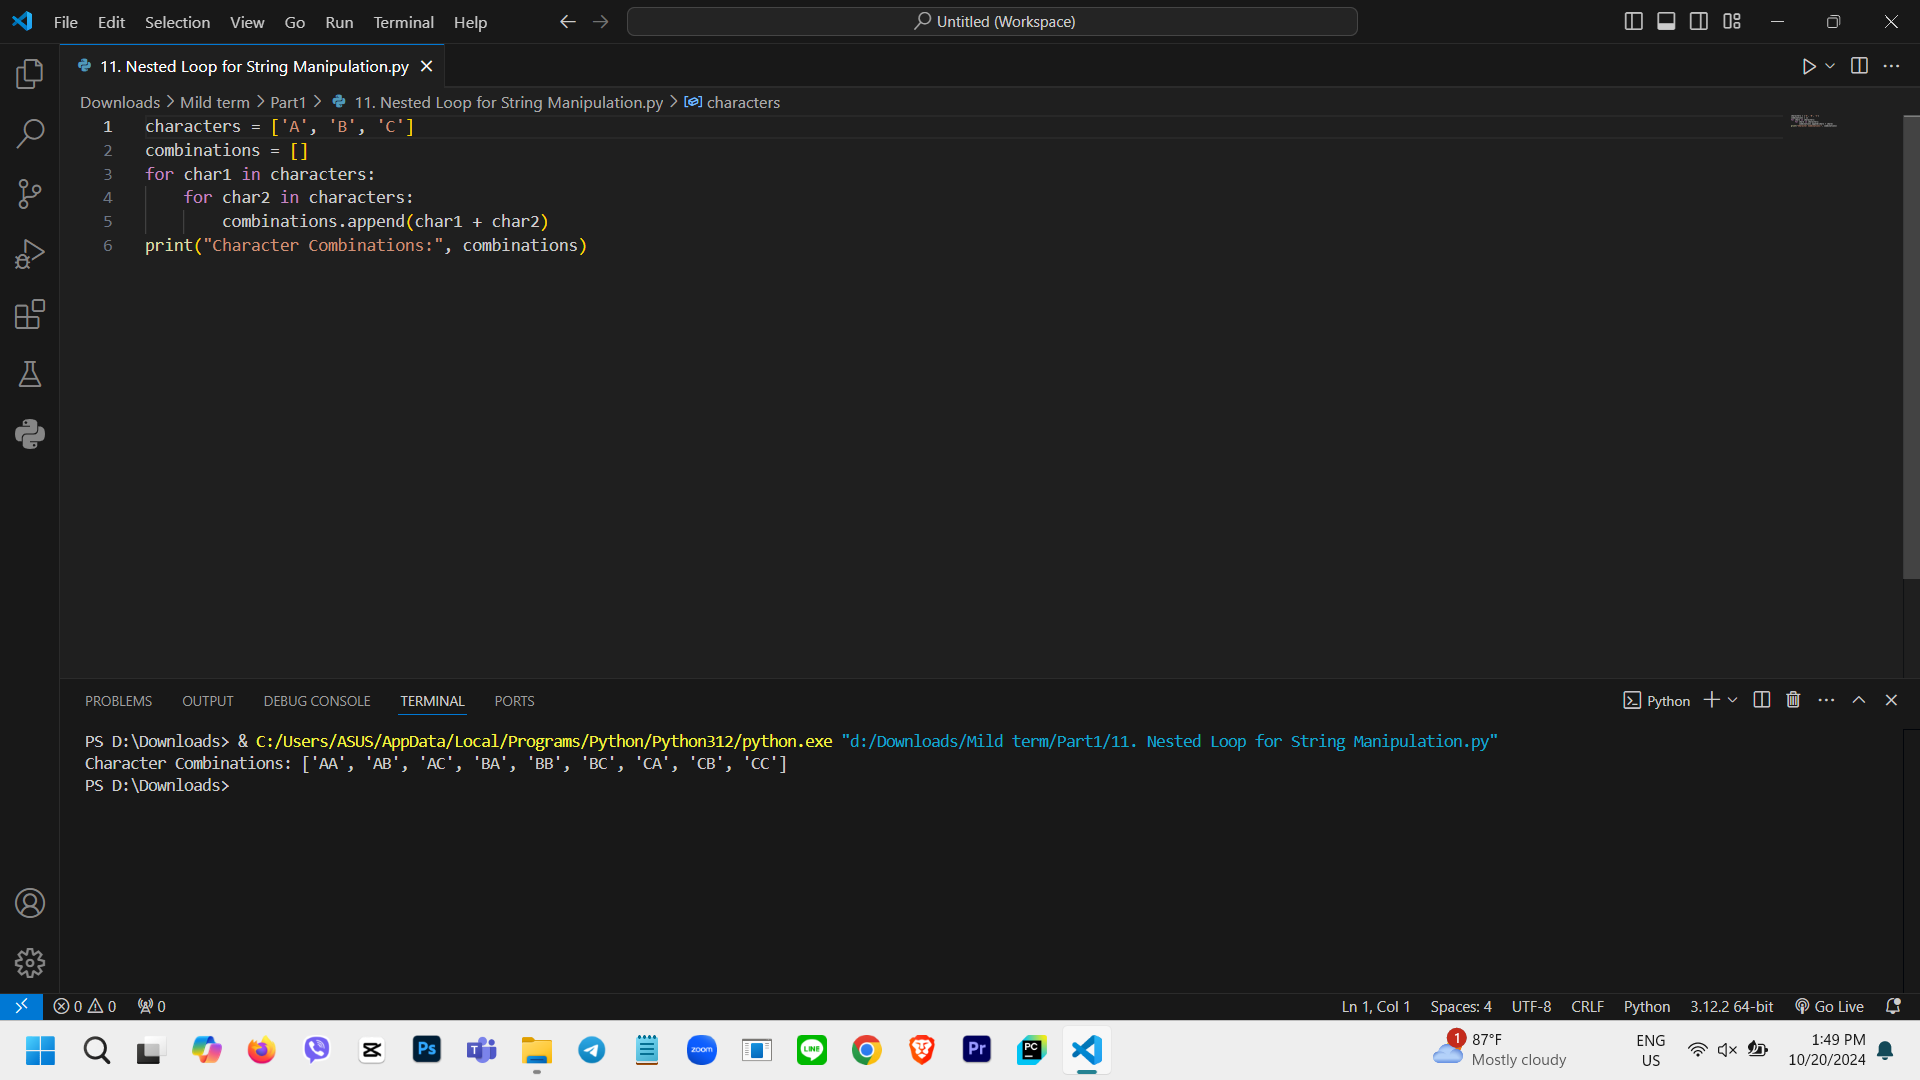 File Edit Selection View Go Run Terminal Help
Untitled (Workspace)
11. Nested Loop for String Manipulation.py
Downloads > Mild term > Part1 > 11. Nested Loop for String Manipulation.py > characters
1 characters = ['A', 'B', 'C']
2 combinations = []
3 for char1 in characters:
4     for char2 in characters:
5         combinations.append(char1 + char2)
6 print("Character Combinations:", combinations)
PROBLEMS OUTPUT DEBUG CONSOLE TERMINAL PORTS
Python
PS D:\Downloads> & C:/Users/ASUS/AppData/Local/Programs/Python/Python312/python.exe "d:/Downloads/Mild term/Part1/11. Nested Loop for String Manipulation.py"
Character Combinations: ['AA', 'AB', 'AC', 'BA', 'BB', 'BC', 'CA', 'CB', 'CC']
PS D:\Downloads>
0 0 0
Ln 1, Col 1 Spaces: 4 UTF-8 CRLF Python 3.12.2 64-bit Go Live
Ps
T
zoom
LINE
Pr
PC
1
87°F
Mostly cloudy
ENG
US
1:49 PM
10/20/2024